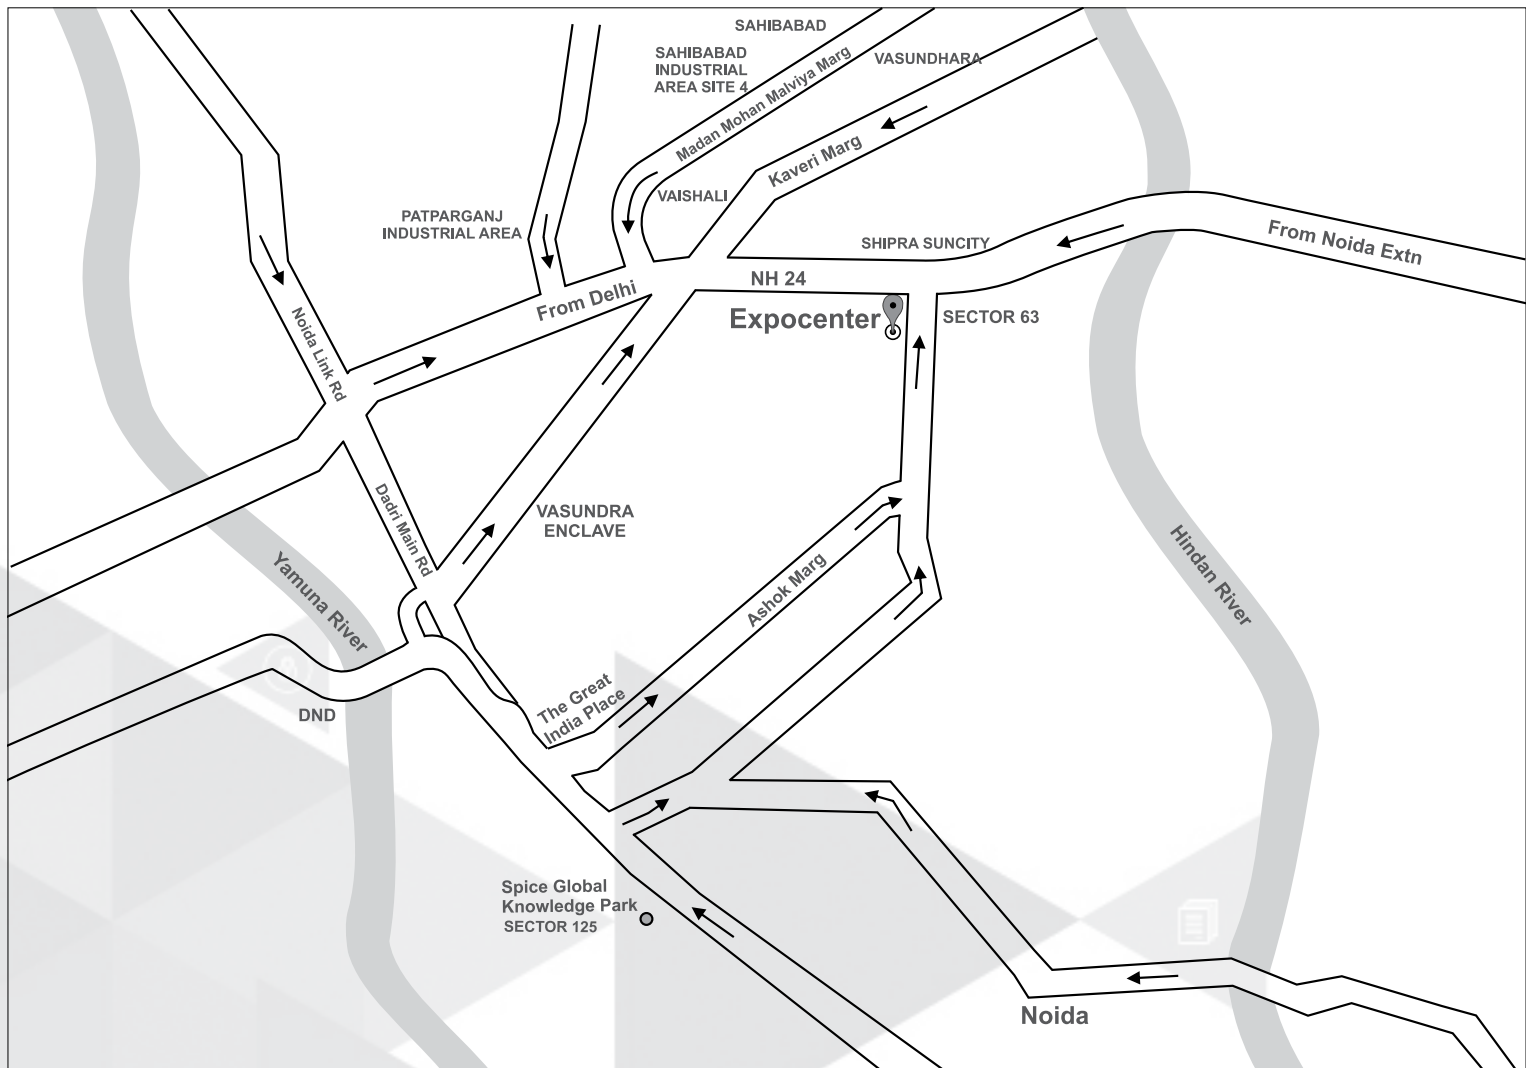 SAHIBABAD
SAHIBABAD
INDUSTRIAL
AREA SITE 4
Madan Mohan Malviya Marg
VASUNDHARA
Kaveri Marg
VAISHALI
PATPARGANJ
INDUSTRIAL AREA
SHIPRA SUNCITY
From Noida Extn
NH 24
From Delhi
Expocenter
SECTOR 63
Noida Link Rd
Dadri Main Rd
VASUNDRA
ENCLAVE
Yamuna River
Ashok Marg
Hindan River
DND
The Great
India Place
Spice Global
Knowledge Park
SECTOR 125
Noida